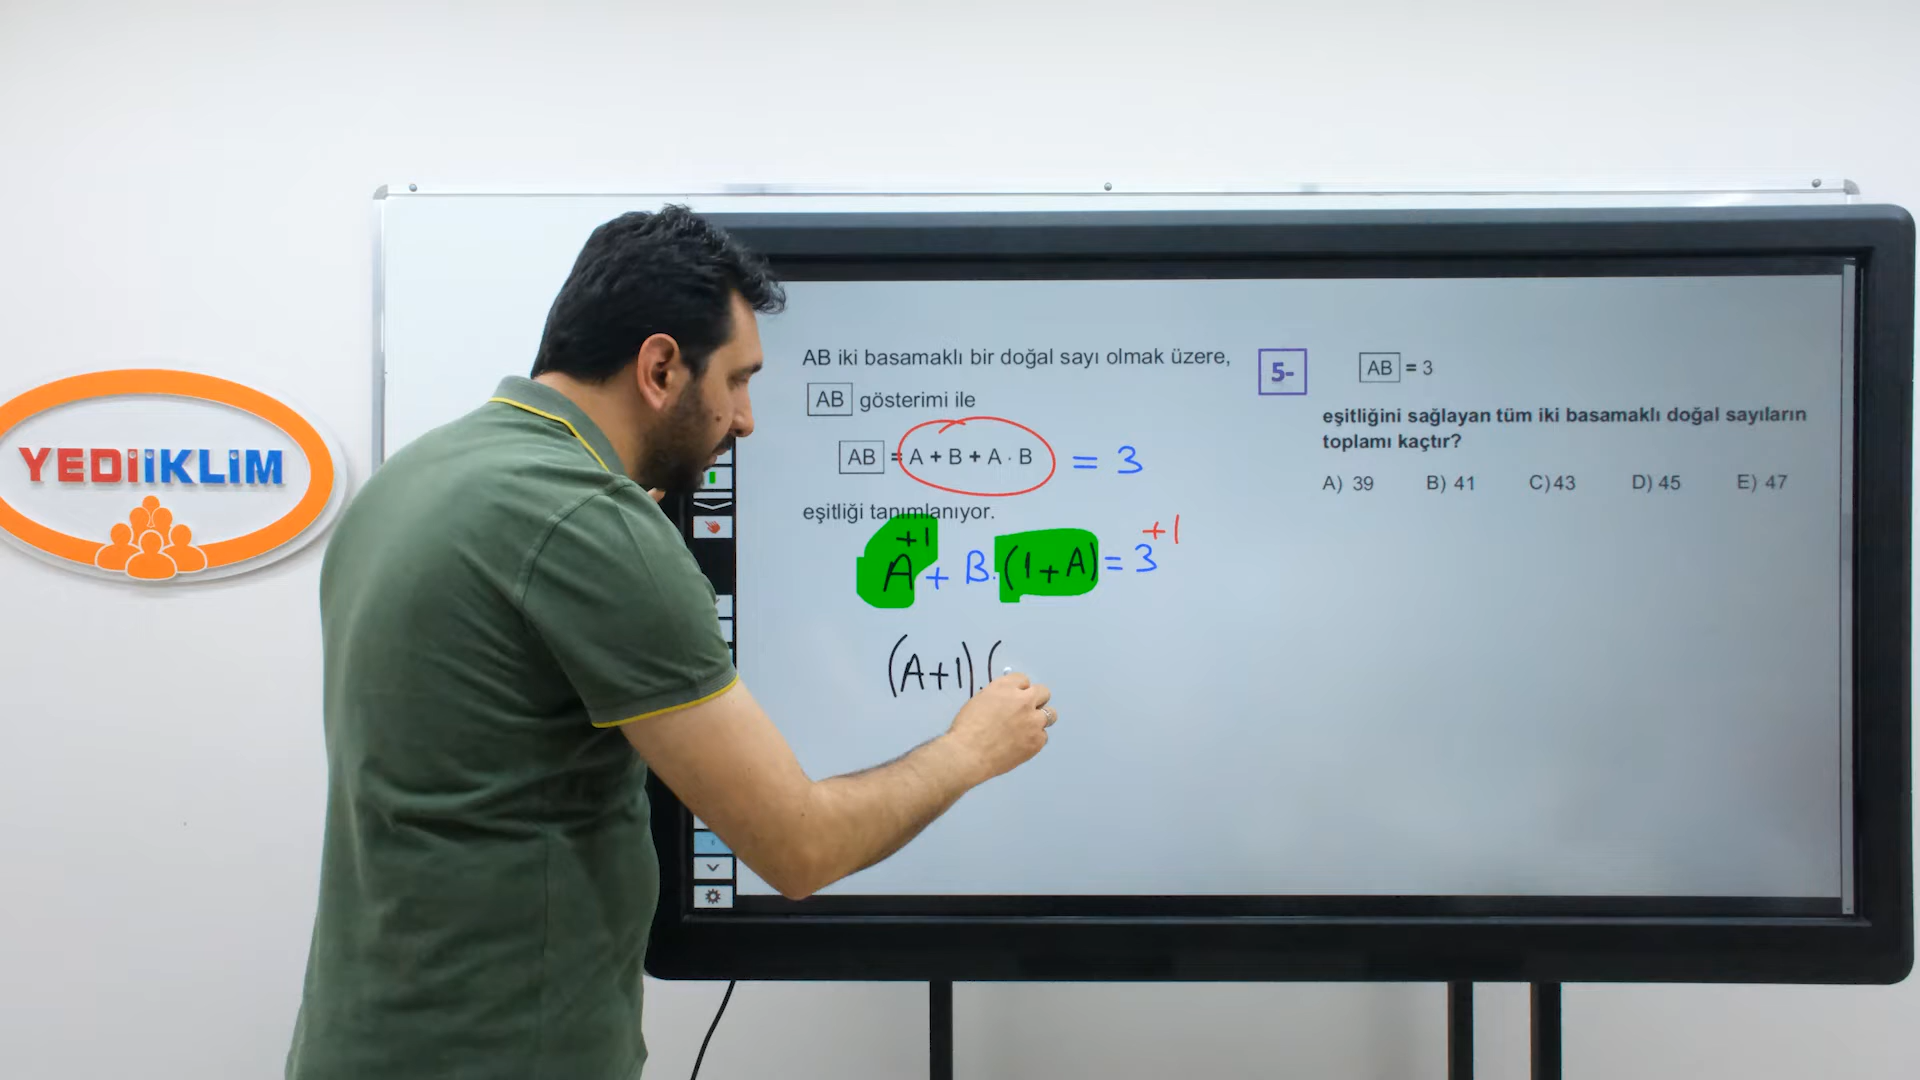 YEDİİKLİM
AB iki basamaklı bir doğal sayı olmak üzere,
AB gösterimi ile
AB = A + B + A · B = 3
eşitliği tanımlanıyor.
+1 +1
A + B.(1+A) = 3
(A+1).(
5- AB = 3
eşitliğini sağlayan tüm iki basamaklı doğal sayıların
toplamı kaçtır?
A) 39 B) 41 C) 43 D) 45 E) 47